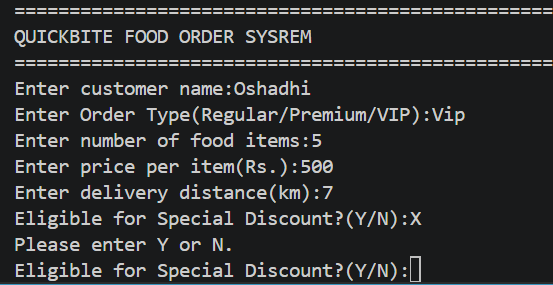 ==================================================
QUICKBITE FOOD ORDER SYSREM
==================================================
Enter customer name:Oshadhi
Enter Order Type(Regular/Premium/VIP):Vip
Enter number of food items:5
Enter price per item(Rs.):500
Enter delivery distance(km):7
Eligible for Special Discount?(Y/N):X
Please enter Y or N.
Eligible for Special Discount?(Y/N):